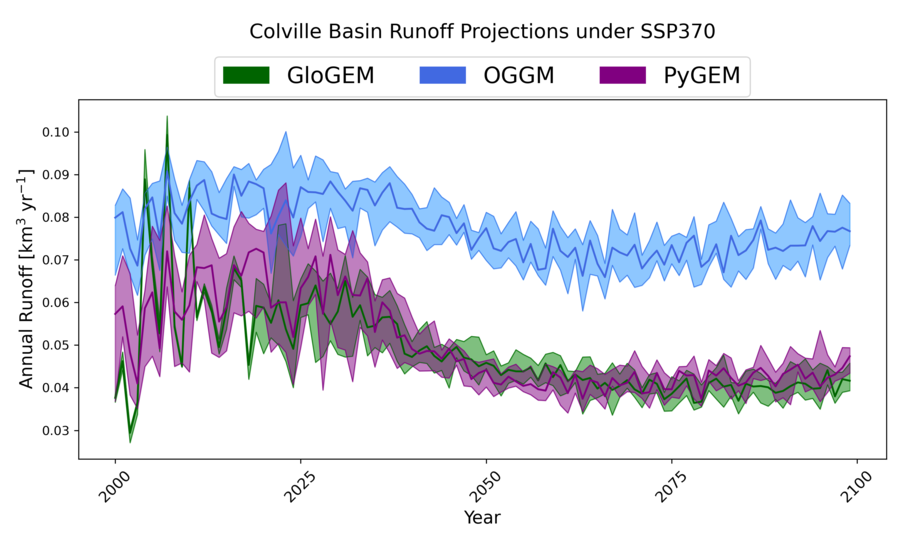 Colville Basin Runoff Projections under SSP370
GloGEM OGGM PyGEM
Annual Runoff [km³ yr⁻¹]
0.10
0.09
0.08
0.07
0.06
0.05
0.04
0.03
2000 2025 2050 2075 2100
Year